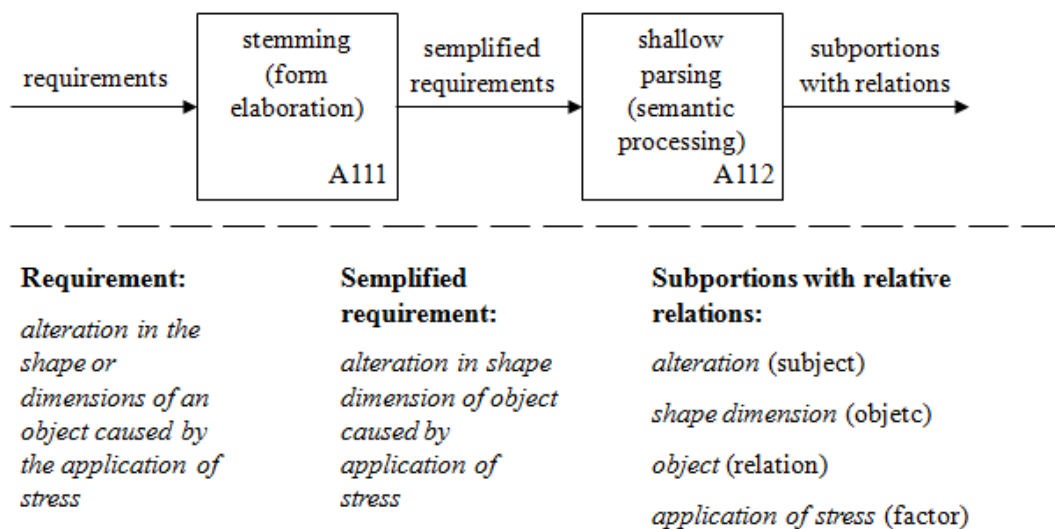 requirements
stemming
(form
elaboration)
A111
semplified
requirements
shallow
parsing
(semantic
processing)
A112
subportions
with relations
Requirement:
alteration in the
shape or
dimensions of an
object caused by
the application of
stress
Semplified
requirement:
alteration in shape
dimension of object
caused by
application of
stress
Subportions with relative
relations:
alteration (subject)
shape dimension (objetc)
object (relation)
application of stress (factor)